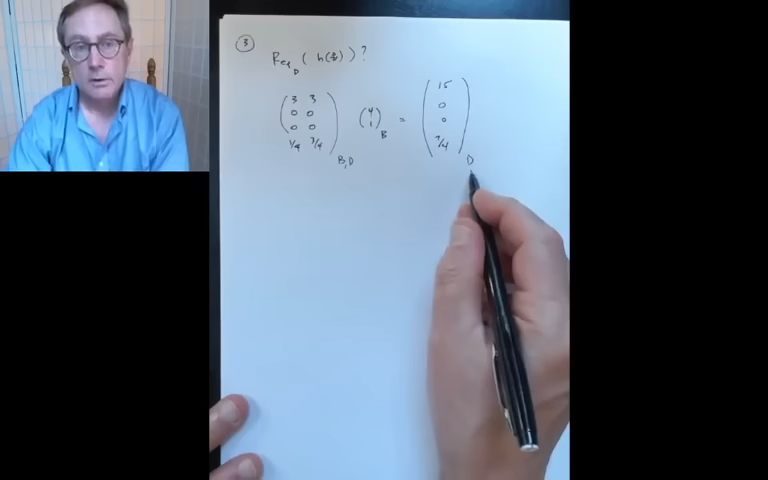 ③ Rep_D ( h(v⃗) ) ?
( 3 3 ; 0 0 ; 0 0 ; 1/4 3/4 )_B,D ( 4 ; 1 )_B = ( 15 ; 0 ; 0 ; 7/4 )_D